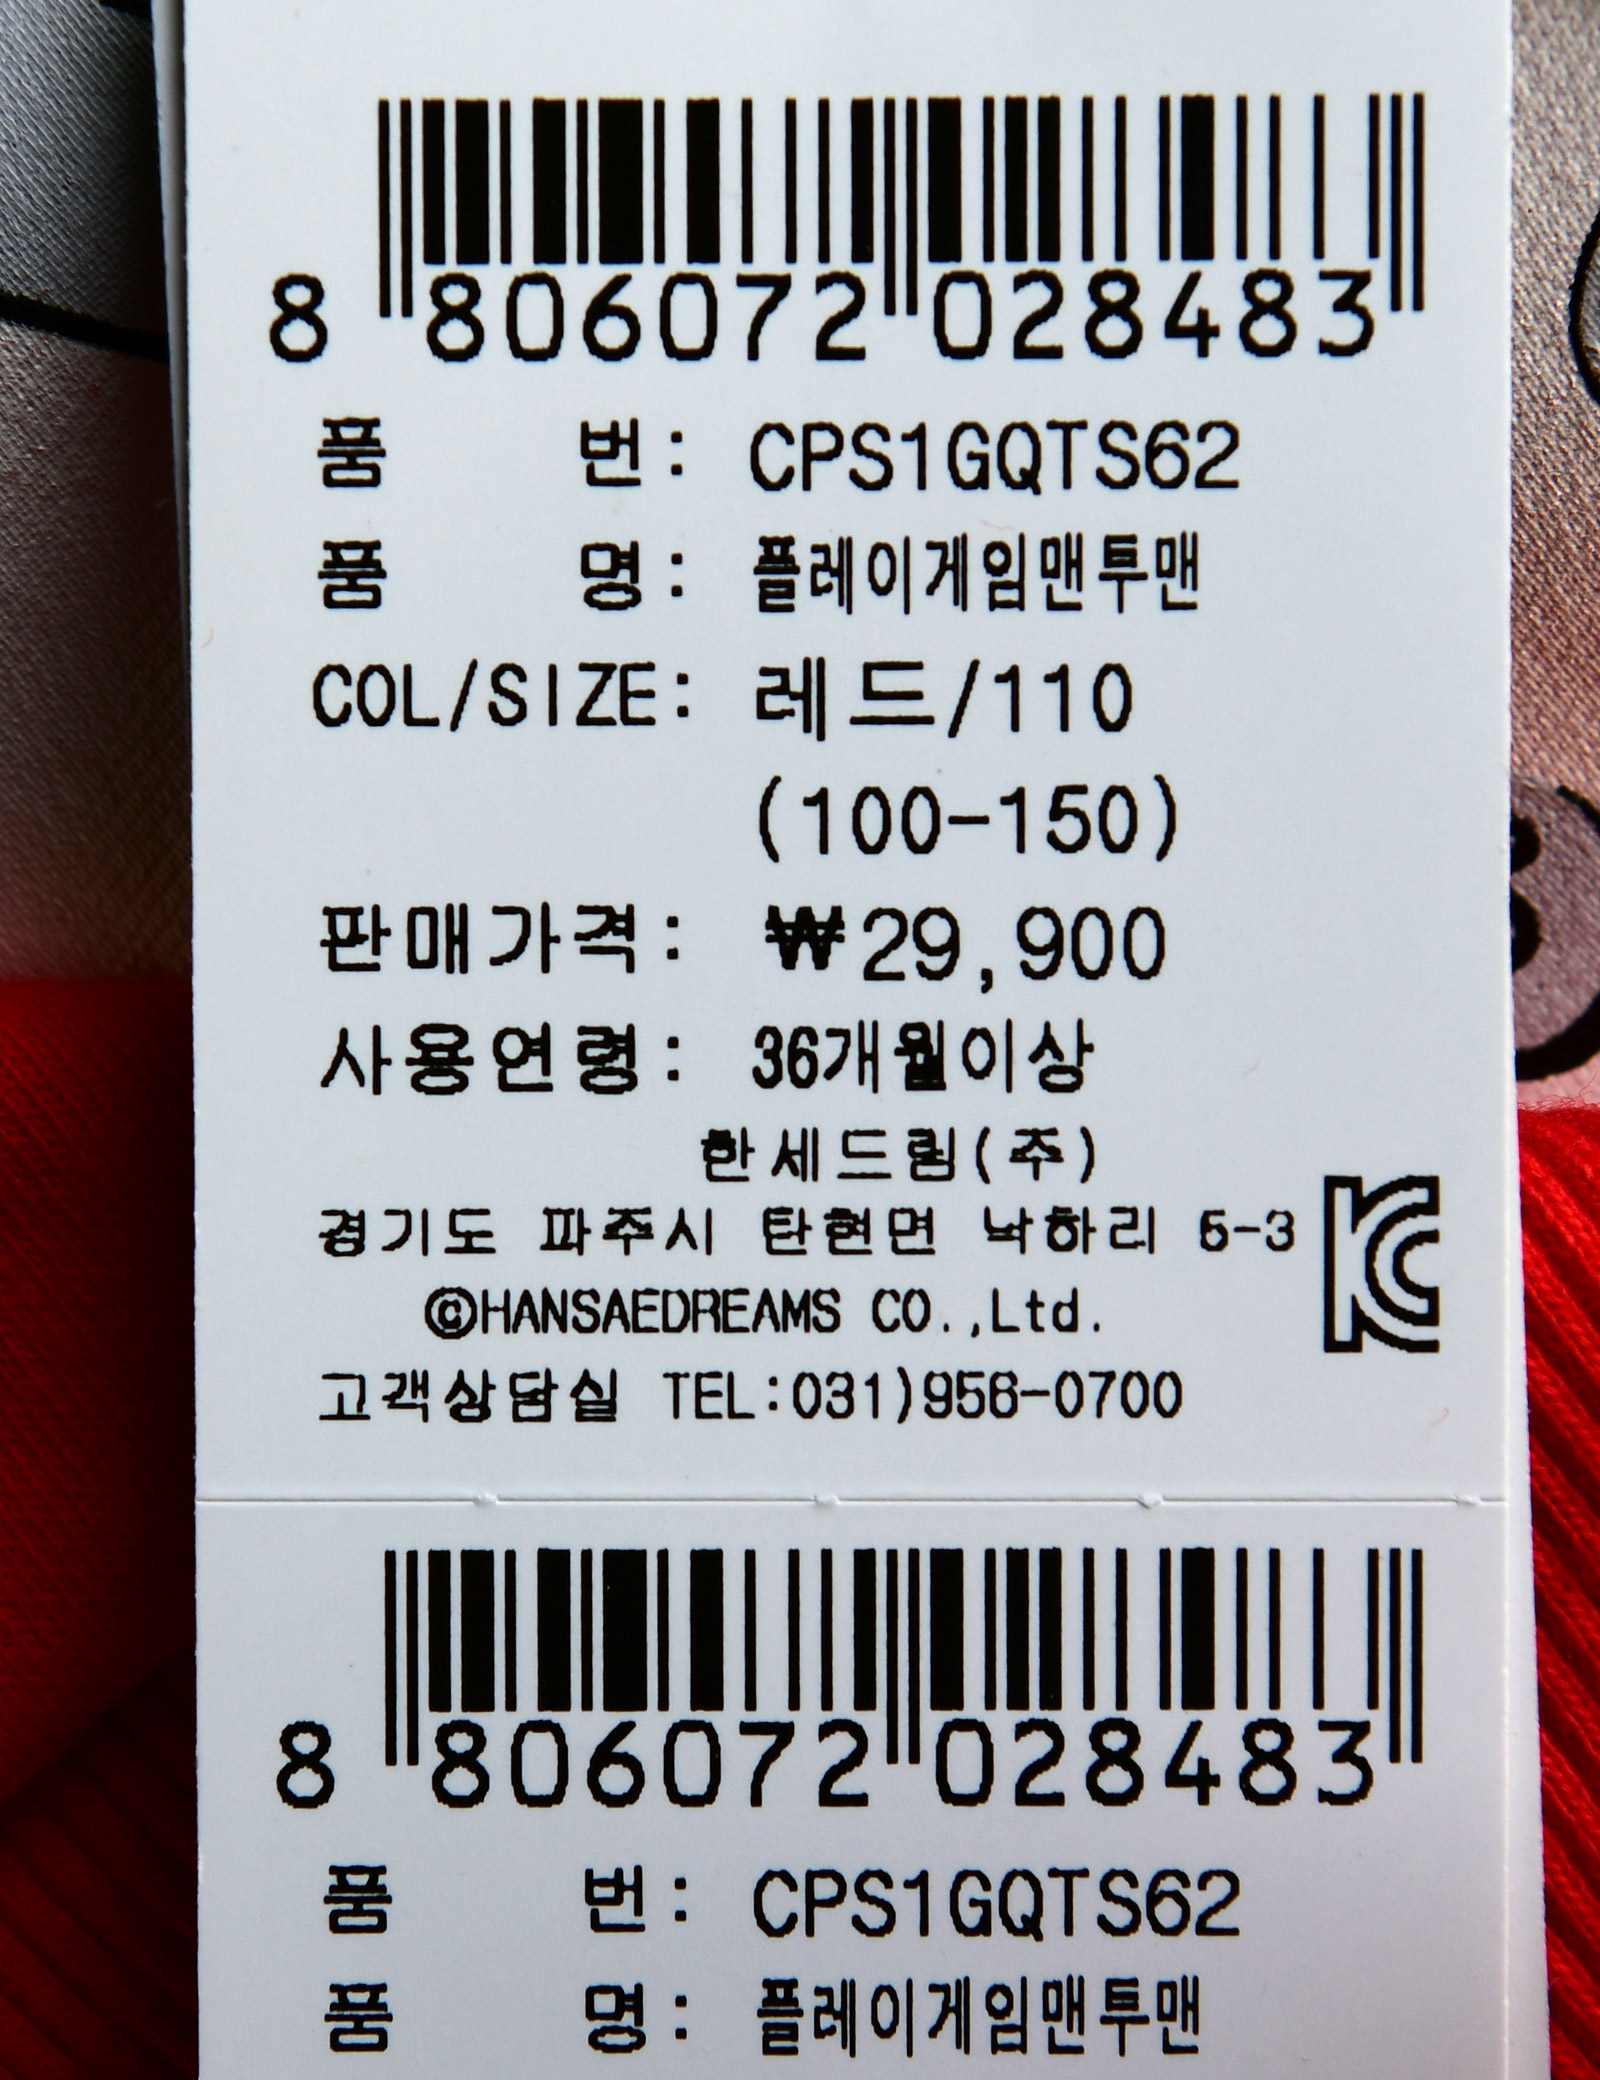 8 806072 028483
품 번: CPS1GQTS62
품 명: 플레이게임맨투맨
COL/SIZE: 레드/110
(100-150)
판매가격: ₩29,900
사용연령: 36개월이상
한세드림(주)
경기도 파주시 탄현면 낙하리 5-3
©HANSAEDREAMS CO.,Ltd.
고객상담실 TEL:031)956-0700
8 806072 028483
품 번: CPS1GQTS62
품 명: 플레이게임맨투맨